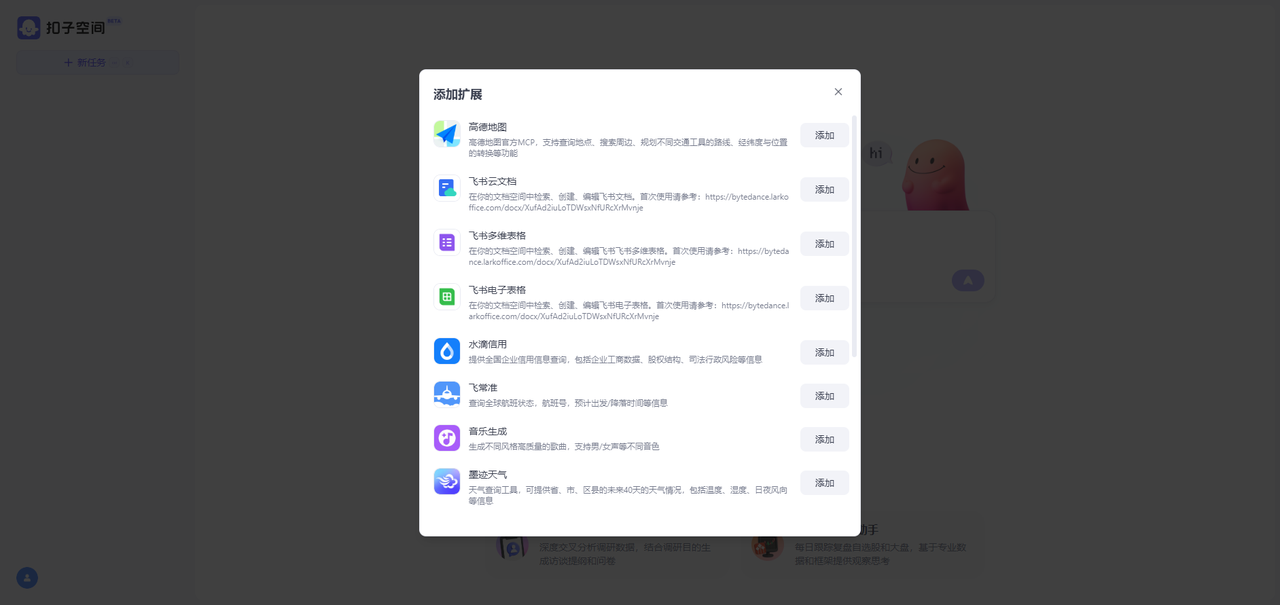 扣子空间 BETA
+ 新任务
hi
添加扩展
高德地图
高德地图官方MCP，支持查询地点、搜索周边、规划不同交通工具的路线、经纬度与位置
的转换等功能
添加
飞书云文档
在你的文档空间中检索、创建、编辑飞书文档。首次使用请参考：https://bytedance.larko
ffice.com/docx/XufAd2iuLoTDWsxNfURcXrMvnje
添加
飞书多维表格
在你的文档空间中检索、创建、编辑飞书飞书多维表格。首次使用请参考：https://byteda
nce.larkoffice.com/docx/XufAd2iuLoTDWsxNfURcXrMvnje
添加
飞书电子表格
在你的文档空间中检索、创建、编辑飞书电子表格。首次使用请参考：https://bytedance.l
arkoffice.com/docx/XufAd2iuLoTDWsxNfURcXrMvnje
添加
水滴信用
提供全国企业信用信息查询，包括企业工商数据、股权结构、司法行政风险等信息
添加
飞常准
查询全球航班状态，航班号，预计出发/降落时间等信息
添加
音乐生成
生成不同风格高质量的歌曲，支持男/女声等不同音色
添加
墨迹天气
天气查询工具，可提供省、市、区县的未来40天的天气情况，包括温度、湿度、日夜风向
等信息
添加
深度交叉分析调研数据，结合调研目的生
成访谈提纲和问卷
助手
每日跟踪复盘自选股和大盘，基于专业数
据和框架提供观察思考